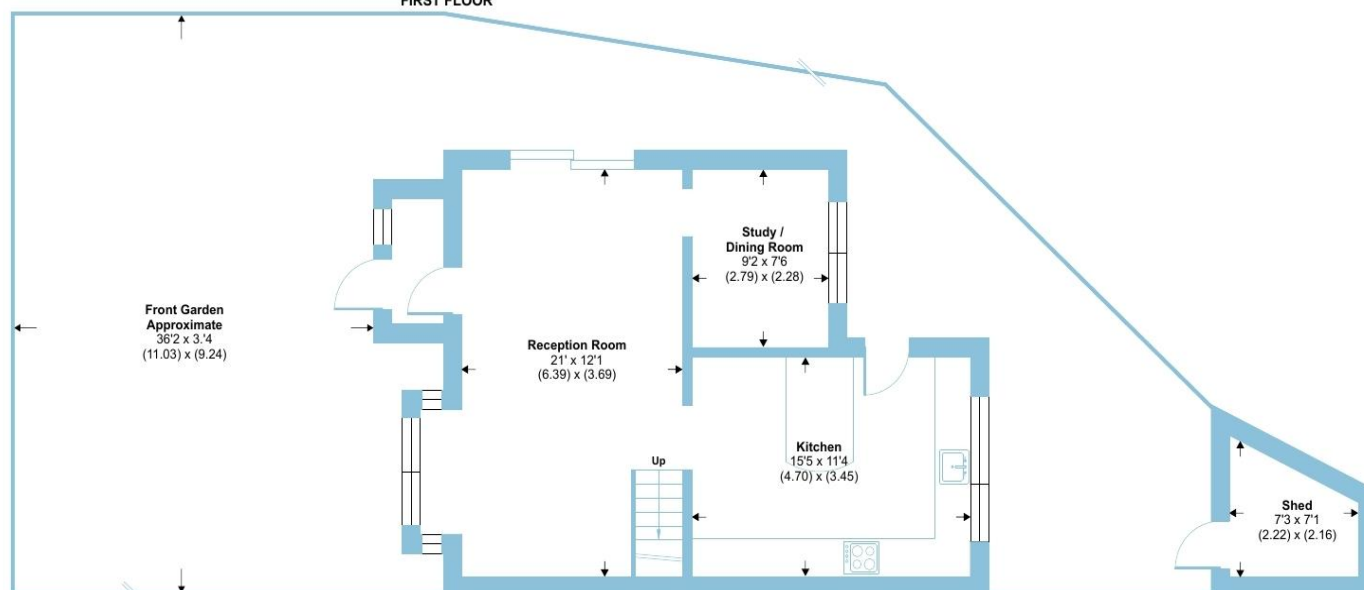 FIRST FLOOR
Front Garden
Approximate
36'2 x 3.'4
(11.03) x (9.24)
Study /
Dining Room
9'2 x 7'6
(2.79) x (2.28)
Reception Room
21' x 12'1
(6.39) x (3.69)
Up
Kitchen
15'5 x 11'4
(4.70) x (3.45)
Shed
7'3 x 7'1
(2.22) x (2.16)